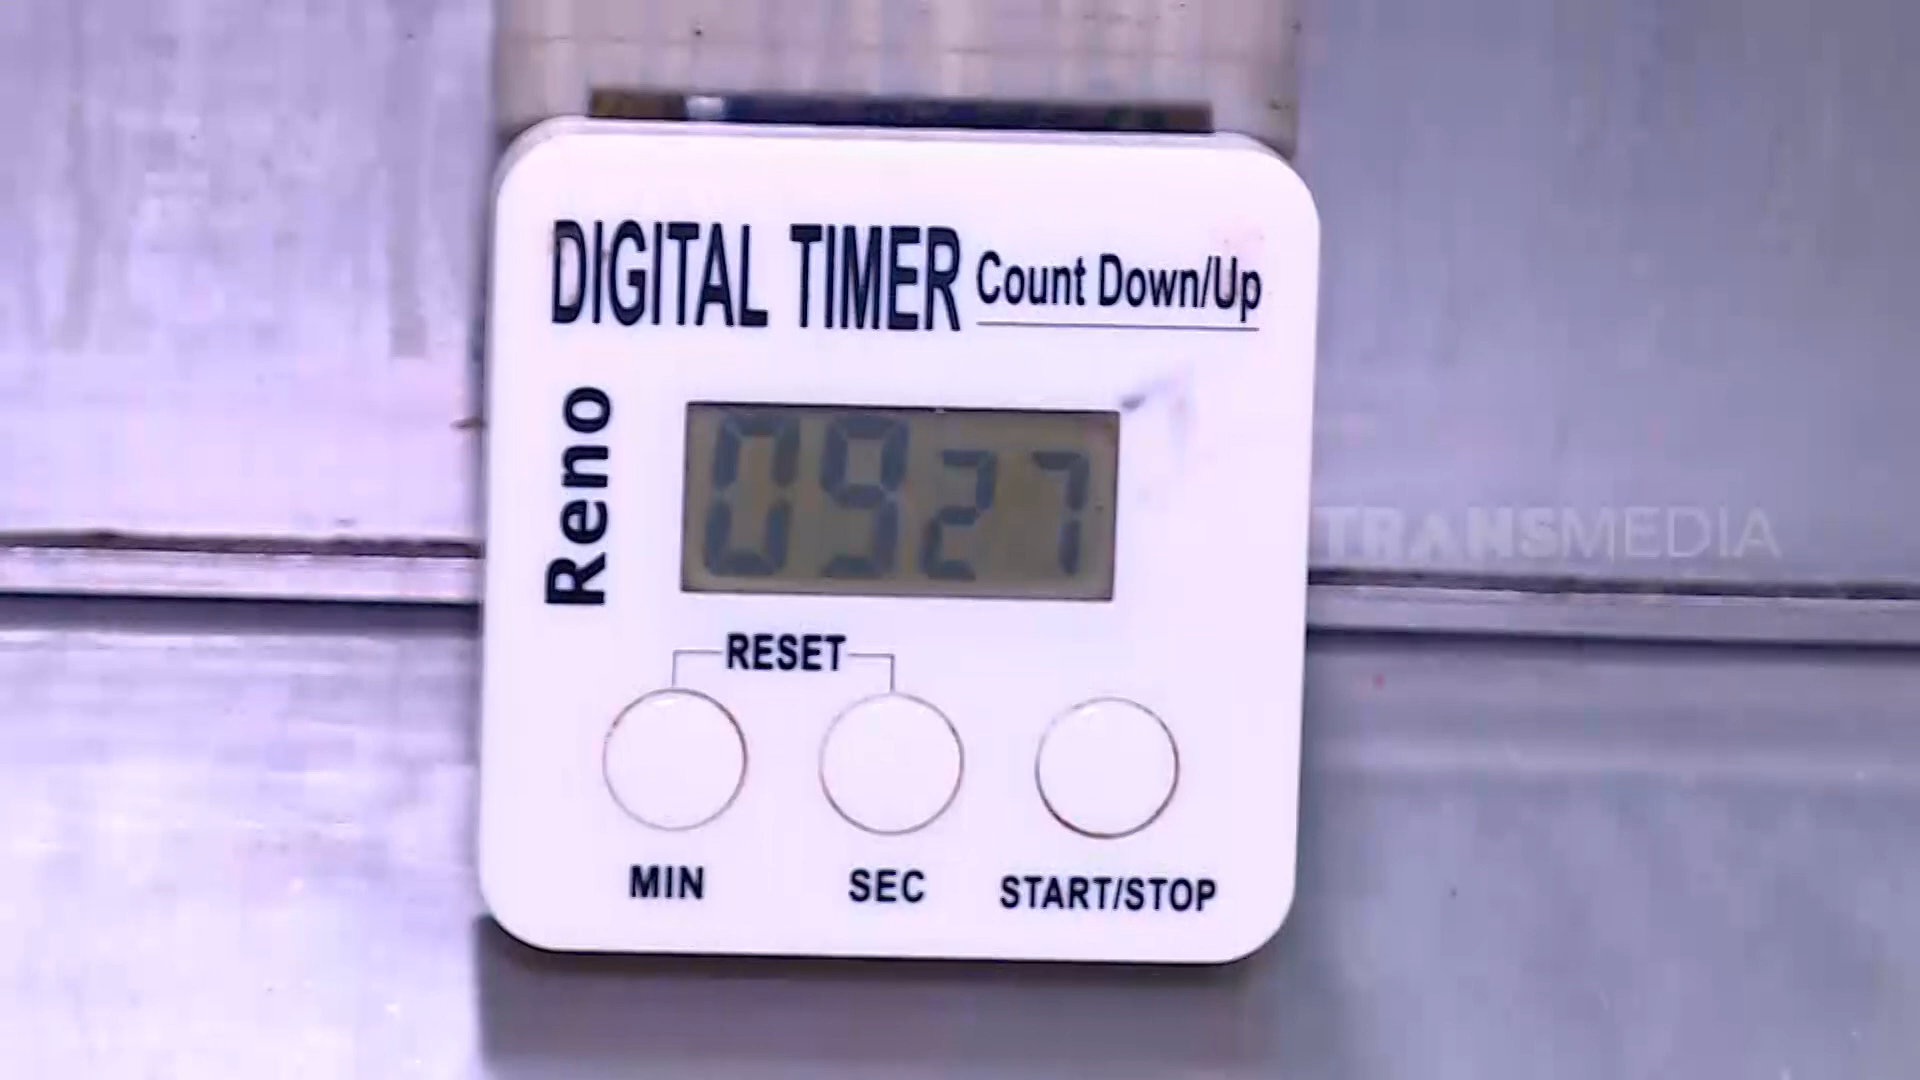 DIGITAL TIMER Count Down/Up
Reno
0927
RESET
MIN SEC START/STOP
TRANSMEDIA